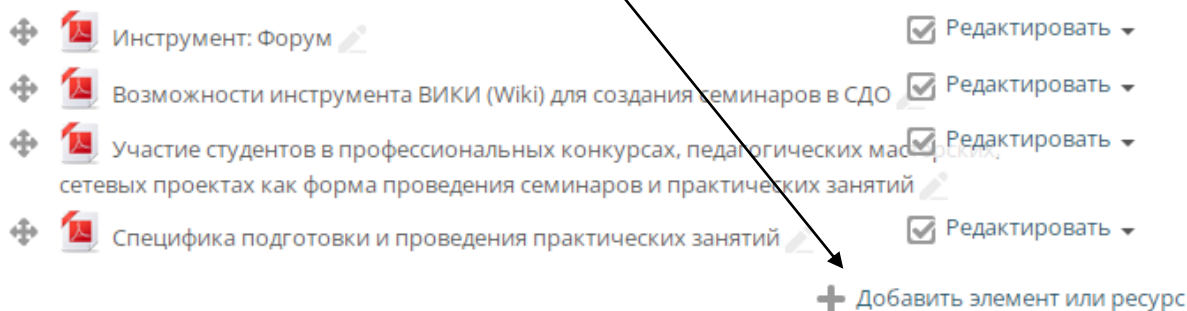 Инструмент: Форум
Редактировать
Возможности инструмента ВИКИ (Wiki) для создания семинаров в СДО
Редактировать
Участие студентов в профессиональных конкурсах, педагогических мастерских,
Редактировать
сетевых проектах как форма проведения семинаров и практических занятий
Специфика подготовки и проведения практических занятий
Редактировать
Добавить элемент или ресурс